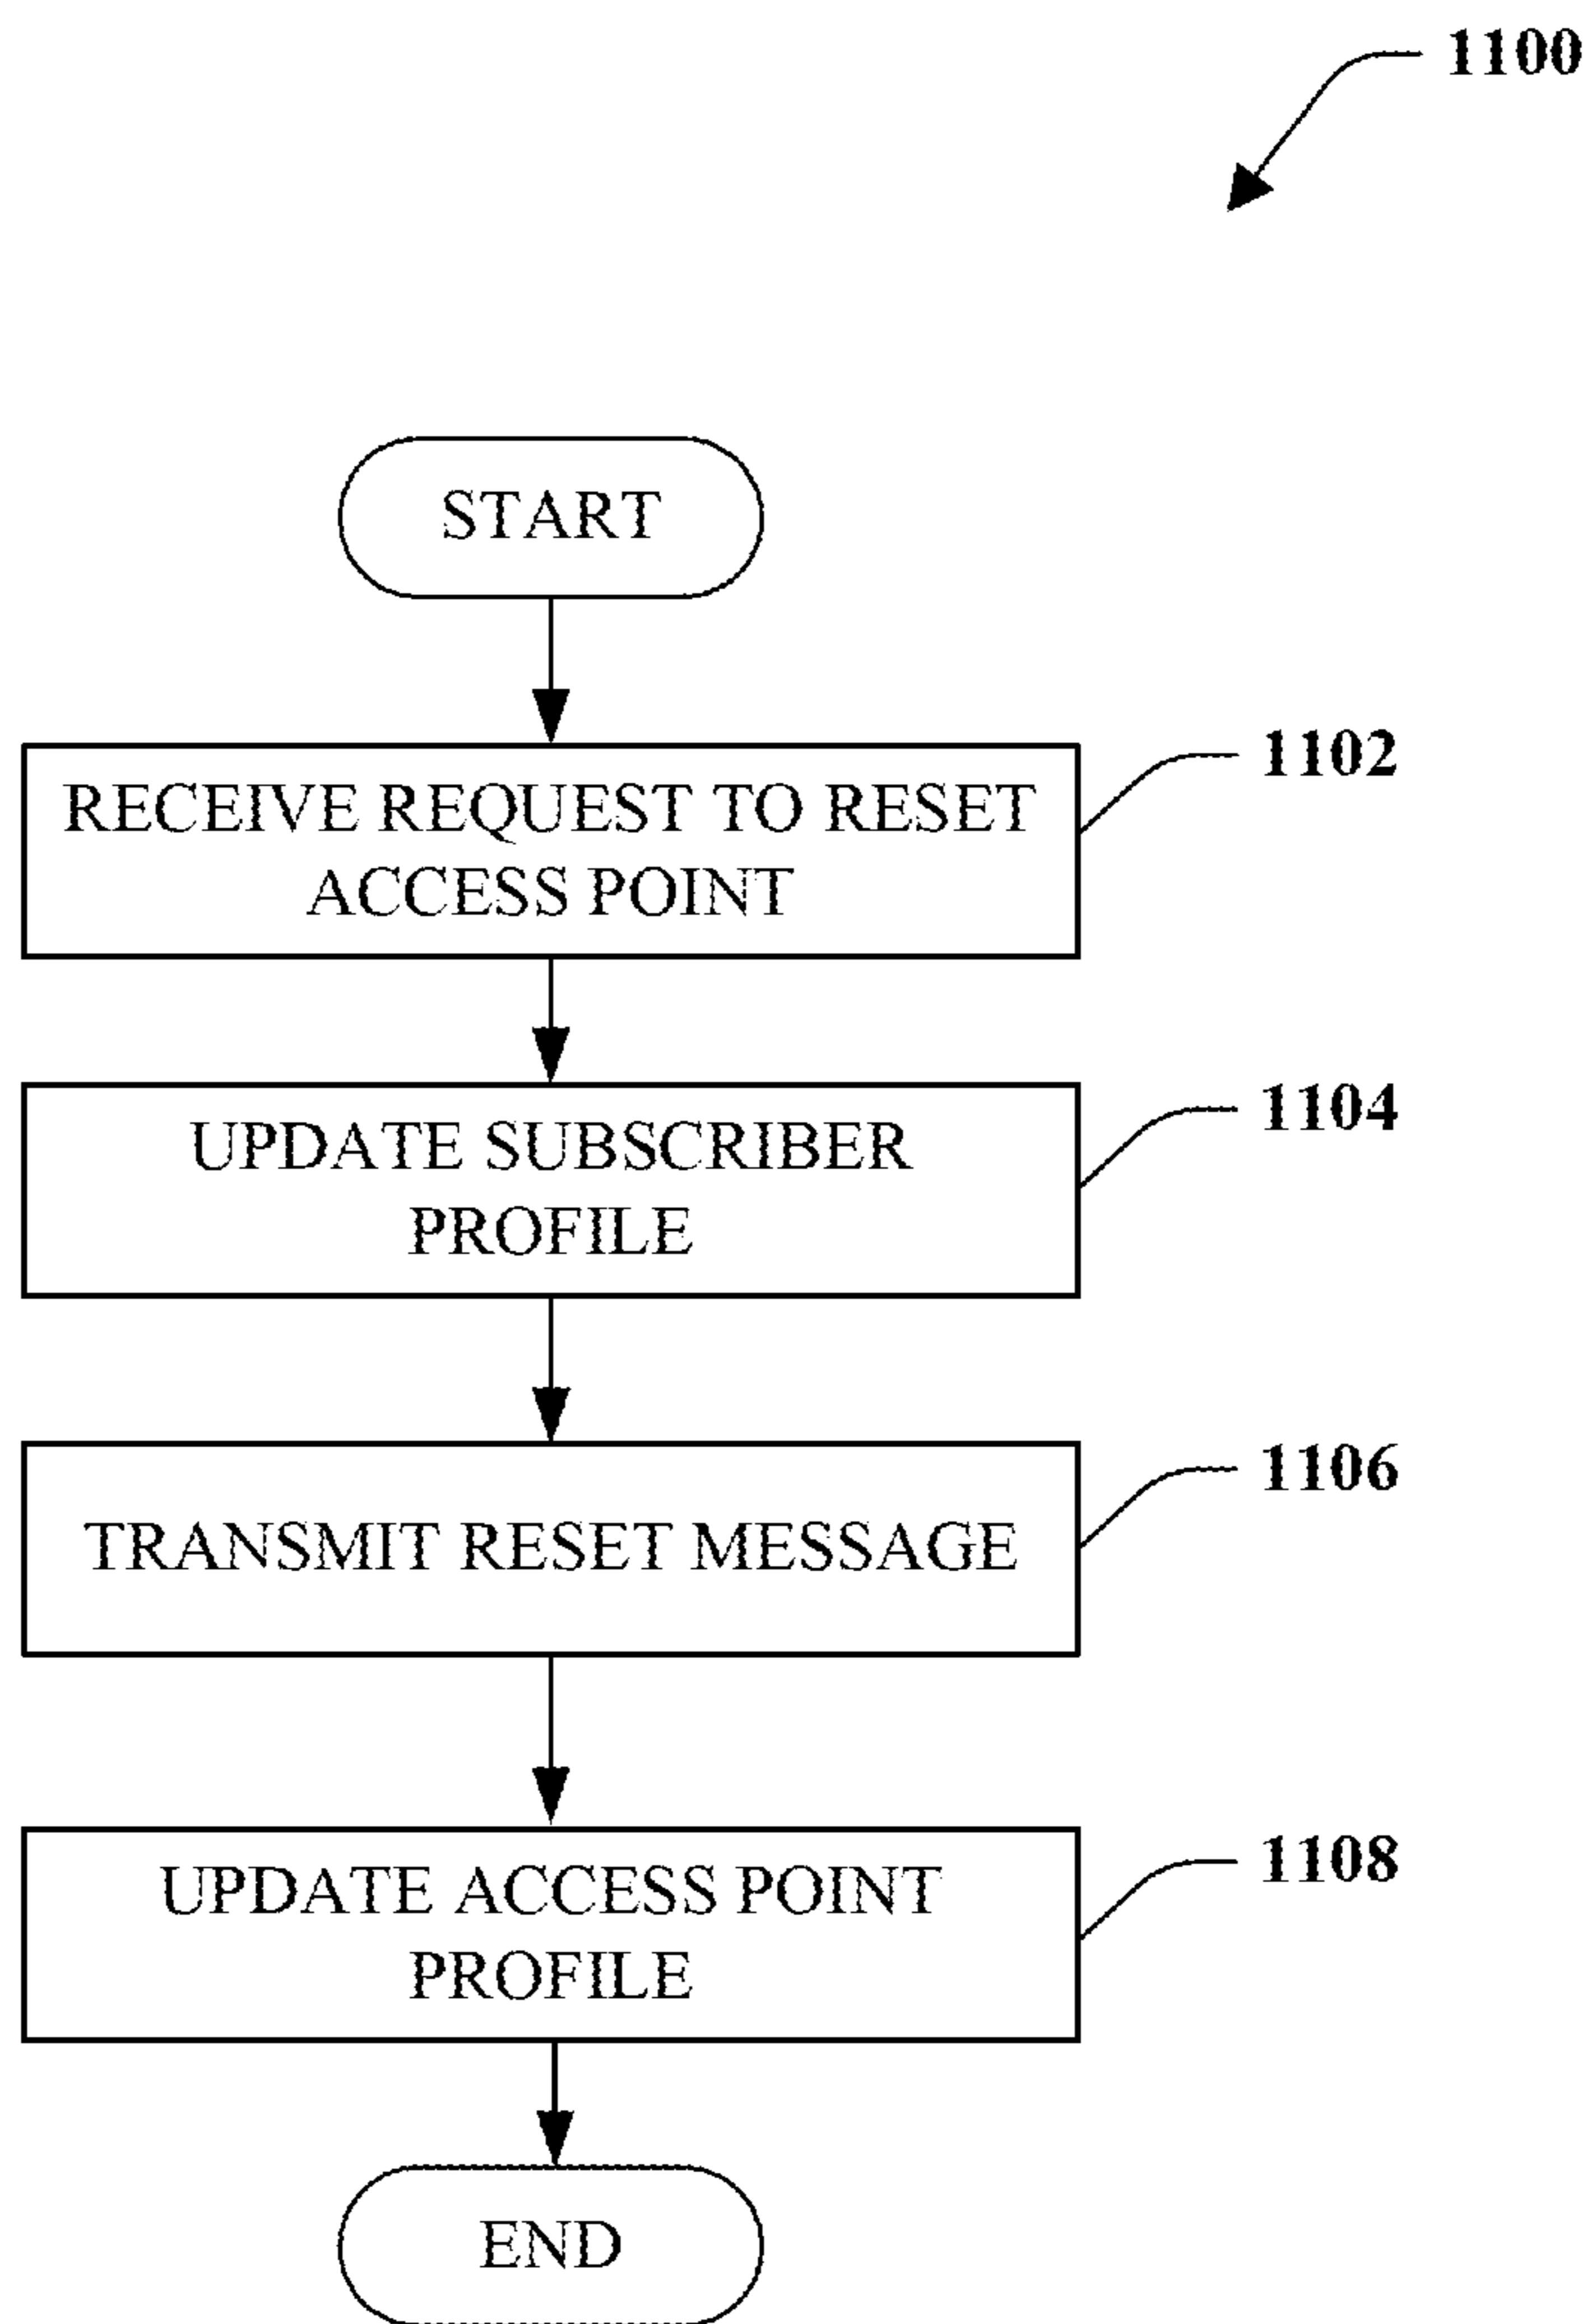 1100
START
RECEIVE REQUEST TO RESET
ACCESS POINT
1102
UPDATE SUBSCRIBER
PROFILE
1104
TRANSMIT RESET MESSAGE
1106
UPDATE ACCESS POINT
PROFILE
1108
END